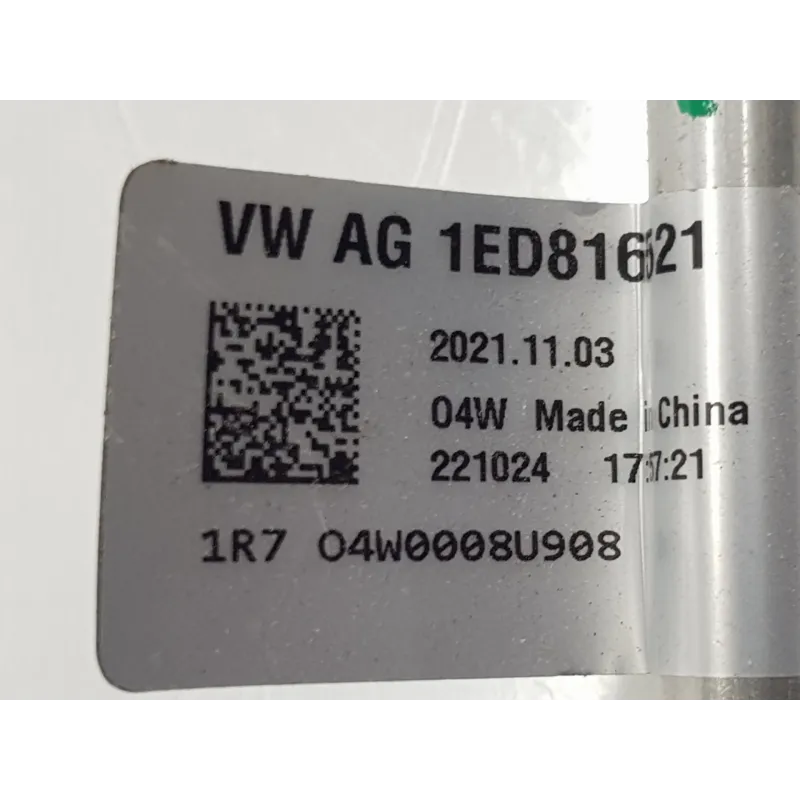 VW AG 1ED816521
2021.11.03
04W Made in China
221024 17:57:21
1R7 04W0008U908